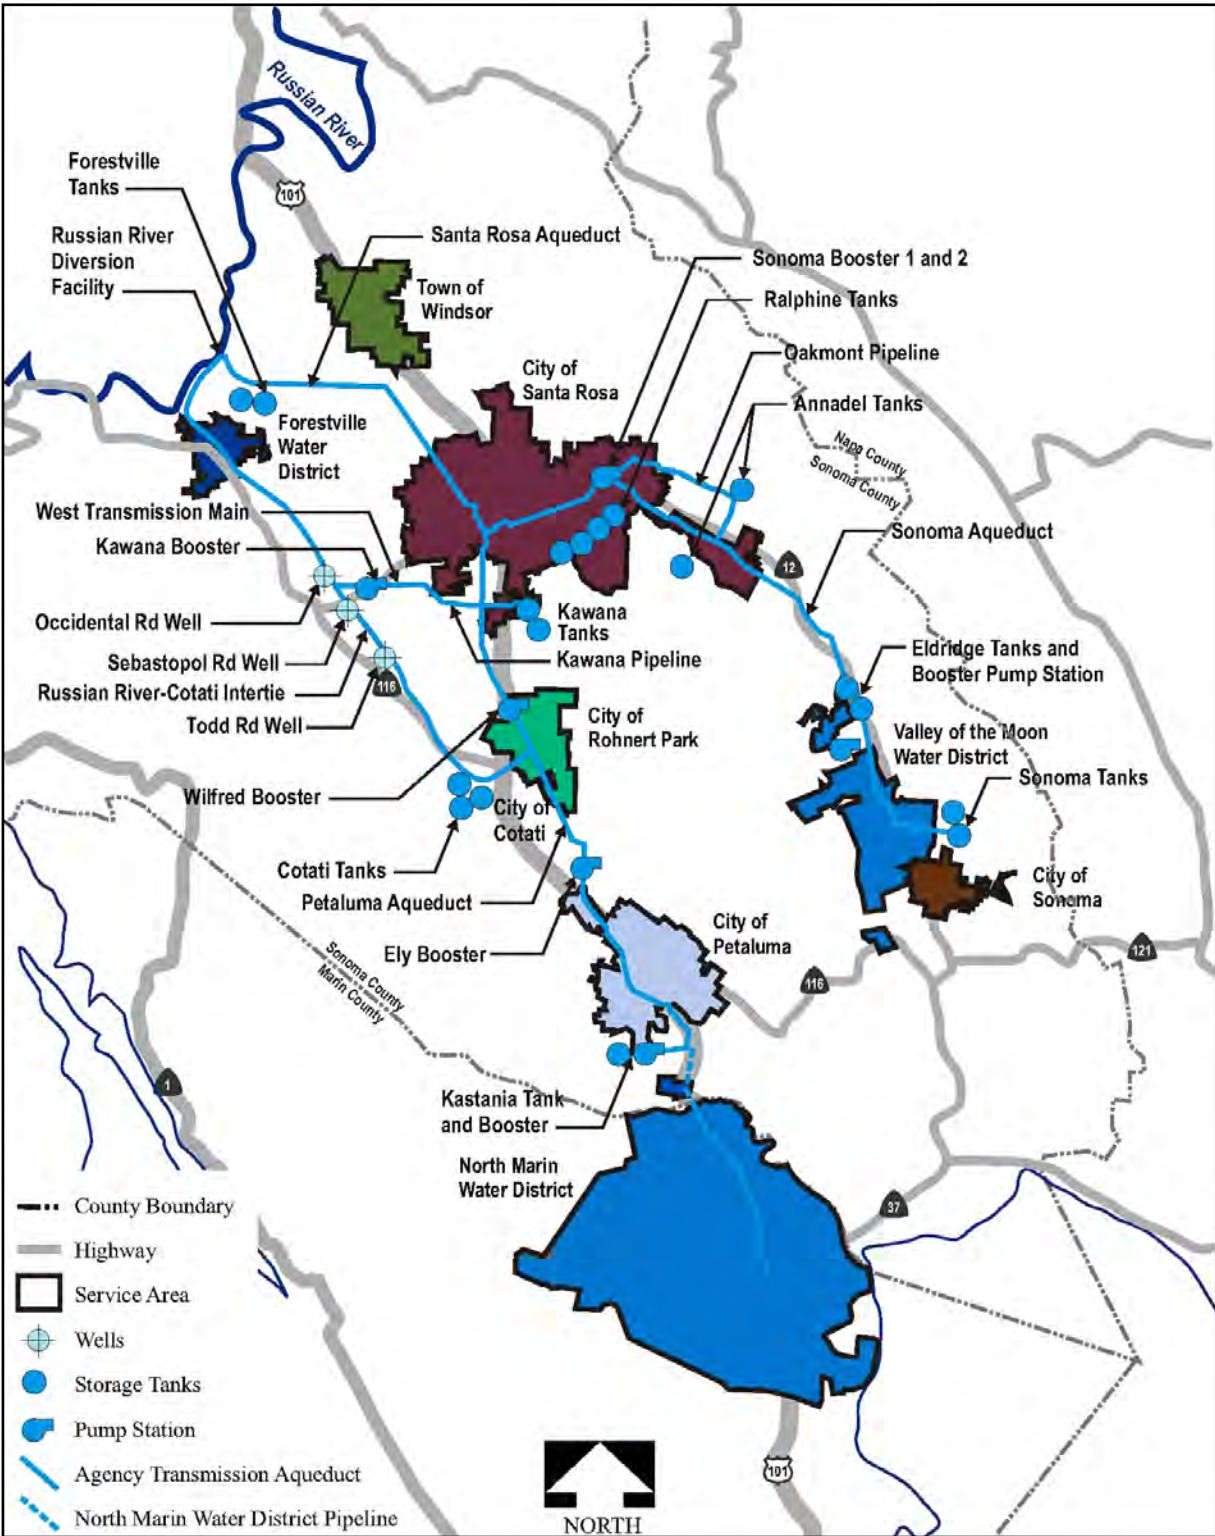 Russian River
Forestville
Tanks
101
Russian River
Diversion
Facility
Santa Rosa Aqueduct
Sonoma Booster 1 and 2
Town of
Windsor
Ralphine Tanks
Oakmont Pipeline
City of
Santa Rosa
Annadel Tanks
Forestville
Water
District
Napa County
Sonoma County
West Transmission Main
Kawana Booster
Sonoma Aqueduct
12
Occidental Rd Well
Kawana
Tanks
Sebastopol Rd Well
Kawana Pipeline
Eldridge Tanks and
Booster Pump Station
Russian River-Cotati Intertie
116
Todd Rd Well
City of
Rohnert Park
Valley of the Moon
Water District
Sonoma Tanks
Wilfred Booster
City of
Cotati
Cotati Tanks
City of
Sonoma
Petaluma Aqueduct
City of
Petaluma
Ely Booster
Sonoma County
Marin County
121
116
1
Kastania Tank
and Booster
North Marin
Water District
37
County Boundary
Highway
Service Area
Wells
Storage Tanks
Pump Station
Agency Transmission Aqueduct
North Marin Water District Pipeline
101
NORTH